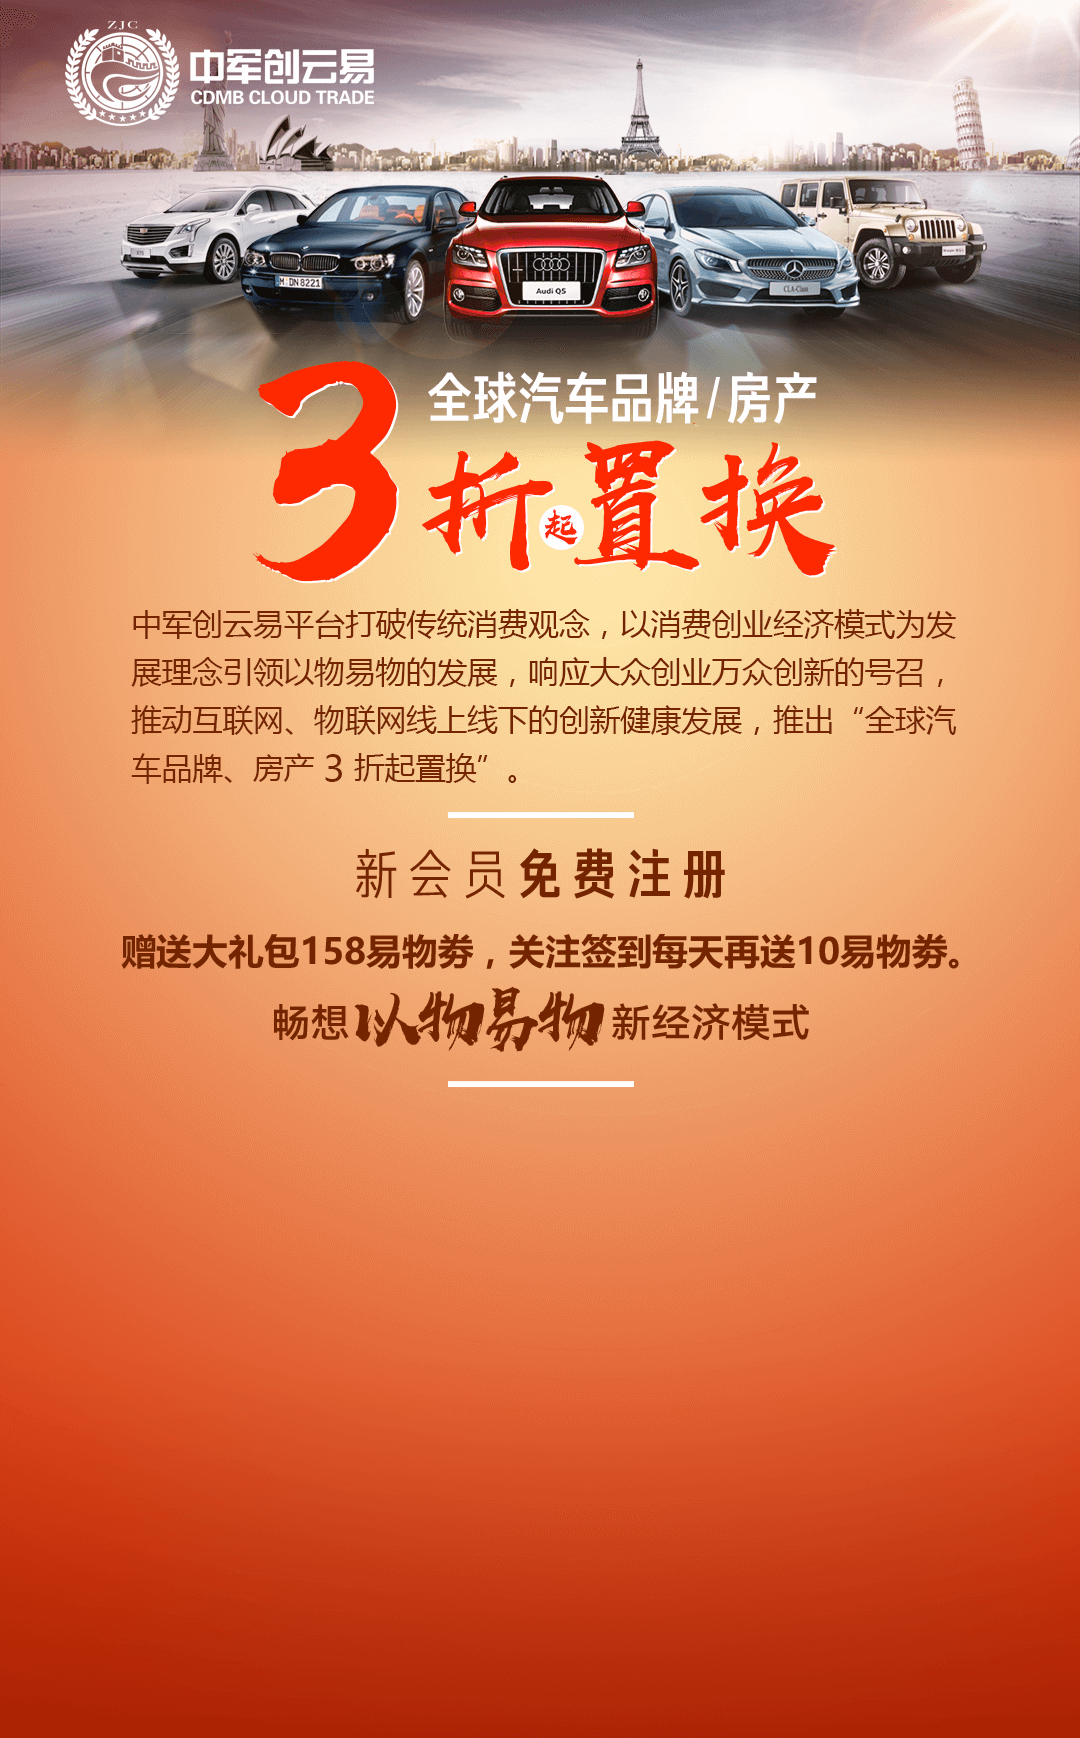 ZJC
中军创云易
CDMB CLOUD TRADE
M DN 8221
Audi Q5
CLA-Class
全球汽车品牌/房产
3折起置换
中军创云易平台打破传统消费观念，以消费创业经济模式为发
展理念引领以物易物的发展，响应大众创业万众创新的号召，
推动互联网、物联网线上线下的创新健康发展，推出“全球汽
车品牌、房产 3 折起置换”。
新会员免费注册
赠送大礼包158易物券，关注签到每天再送10易物券。
畅想以物易物新经济模式